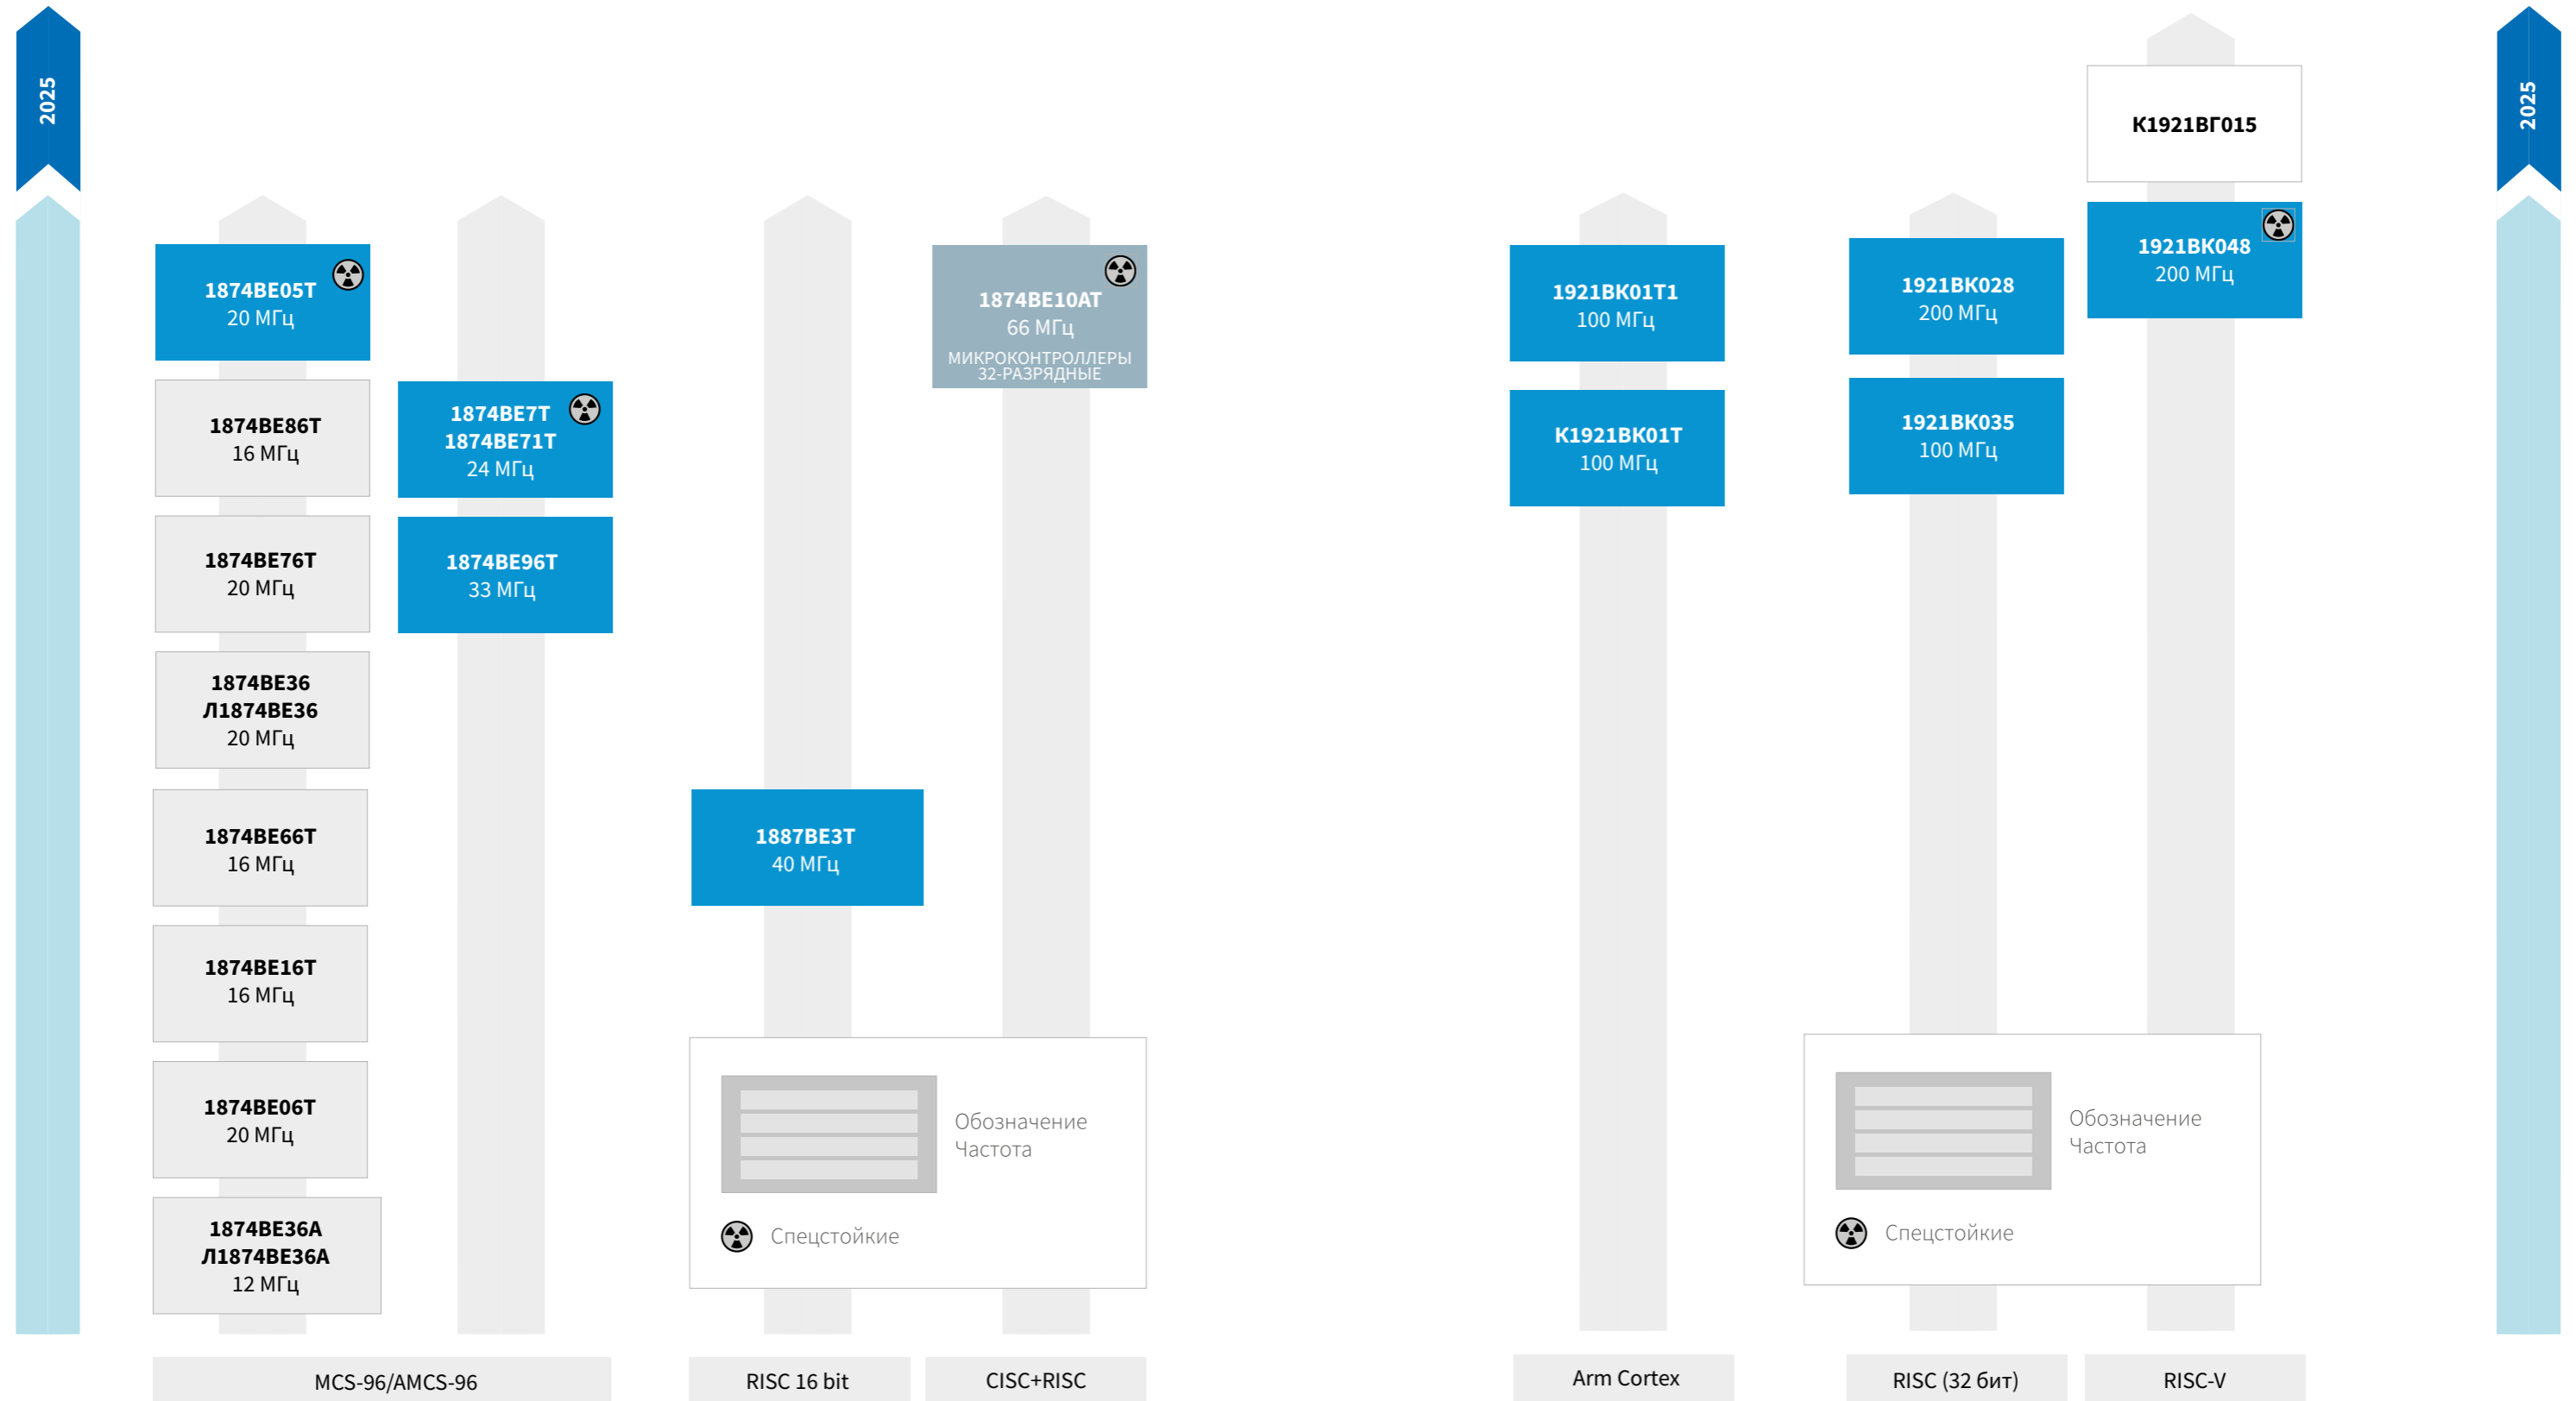 2025
1874ВЕ05Т
20 МГц
1874ВЕ86Т
16 МГц
1874ВЕ76Т
20 МГц
1874ВЕ36
Л1874ВЕ36
20 МГц
1874ВЕ66Т
16 МГц
1874ВЕ16Т
16 МГц
1874ВЕ06Т
20 МГц
1874ВЕ36А
Л1874ВЕ36А
12 МГц
1874ВЕ7Т
1874ВЕ71Т
24 МГц
1874ВЕ96Т
33 МГц
MCS-96/AMCS-96
1887ВЕ3Т
40 МГц
RISC 16 bit
1874ВЕ10АТ
66 МГц
МИКРОКОНТРОЛЛЕРЫ
32-РАЗРЯДНЫЕ
Обозначение
Частота
Спецстойкие
CISC+RISC
1921ВК01Т1
100 МГц
К1921ВК01Т
100 МГц
Arm Cortex
1921ВК028
200 МГц
1921ВК035
100 МГц
RISC (32 бит)
К1921ВГ015
1921ВК048
200 МГц
Обозначение
Частота
Спецстойкие
RISC-V
2025